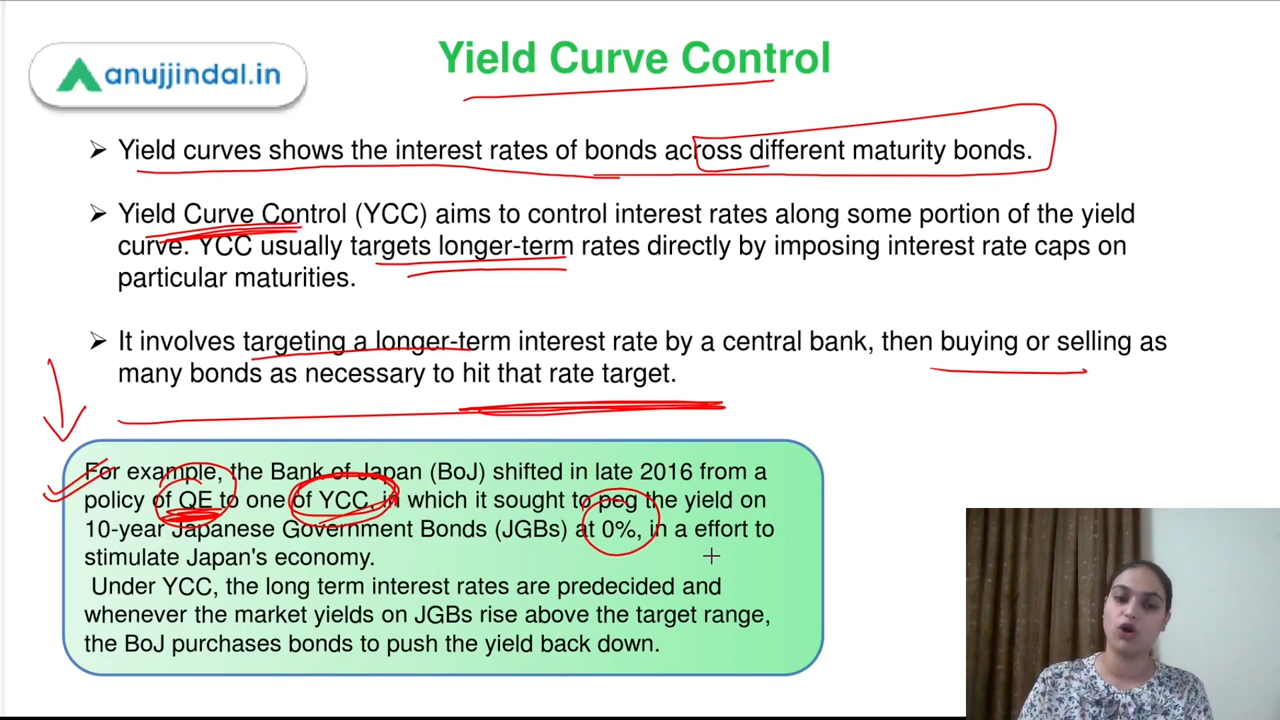 Yield Curve Control
anujjindal.in
➢ Yield curves shows the interest rates of bonds across different maturity bonds.
➢ Yield Curve Control (YCC) aims to control interest rates along some portion of the yield
curve. YCC usually targets longer-term rates directly by imposing interest rate caps on
particular maturities.
➢ It involves targeting a longer-term interest rate by a central bank, then buying or selling as
many bonds as necessary to hit that rate target.
For example, the Bank of Japan (BoJ) shifted in late 2016 from a
policy of QE to one of YCC, in which it sought to peg the yield on
10-year Japanese Government Bonds (JGBs) at 0%, in a effort to
stimulate Japan's economy.
Under YCC, the long term interest rates are predecided and
whenever the market yields on JGBs rise above the target range,
the BoJ purchases bonds to push the yield back down.